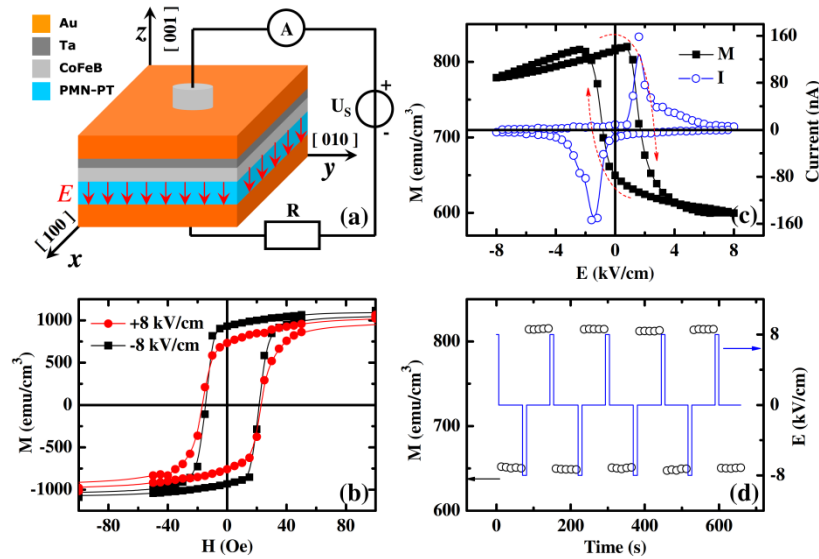 Au
Ta
CoFeB
PMN-PT
z
[ 001 ]
A
U_S
+
-
[ 010 ]
y
E
[ 100 ]
x
R
(a)
M (emu/cm³)
1000
500
0
-500
-1000
+8 kV/cm
-8 kV/cm
-80 -40 0 40 80
H (Oe)
(b)
M (emu/cm³)
800
700
600
M
I
160
80
0
-80
-160
Current (nA)
-8 -4 0 4 8
E (kV/cm)
(c)
M (emu/cm³)
800
750
700
650
8
0
-8
E (kV/cm)
0 200 400 600
Time (s)
(d)